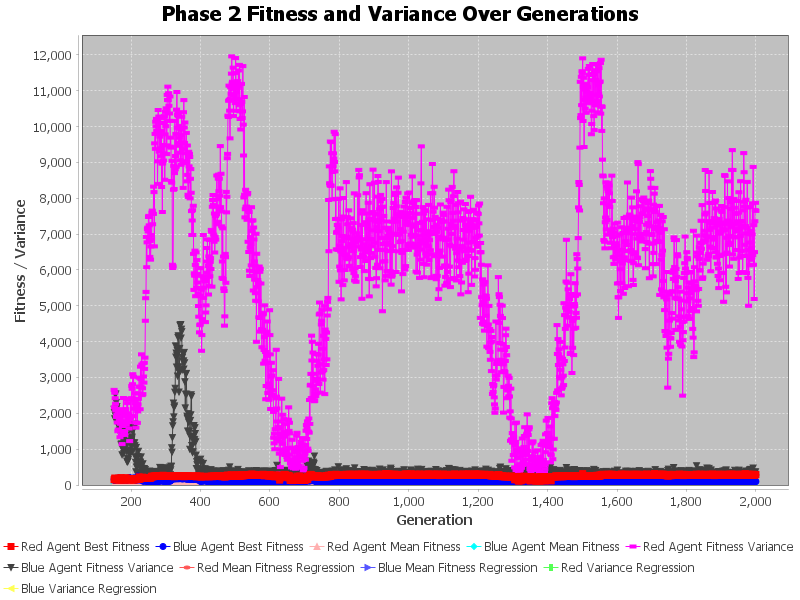 Phase 2 Fitness and Variance Over Generations
12,000
11,000
10,000
9,000
8,000
7,000
6,000
5,000
4,000
3,000
2,000
1,000
0
Fitness / Variance
200 400 600 800 1,000 1,200 1,400 1,600 1,800 2,000
Generation
Red Agent Best Fitness Blue Agent Best Fitness Red Agent Mean Fitness Blue Agent Mean Fitness Red Agent Fitness Variance
Blue Agent Fitness Variance Red Mean Fitness Regression Blue Mean Fitness Regression Red Variance Regression
Blue Variance Regression